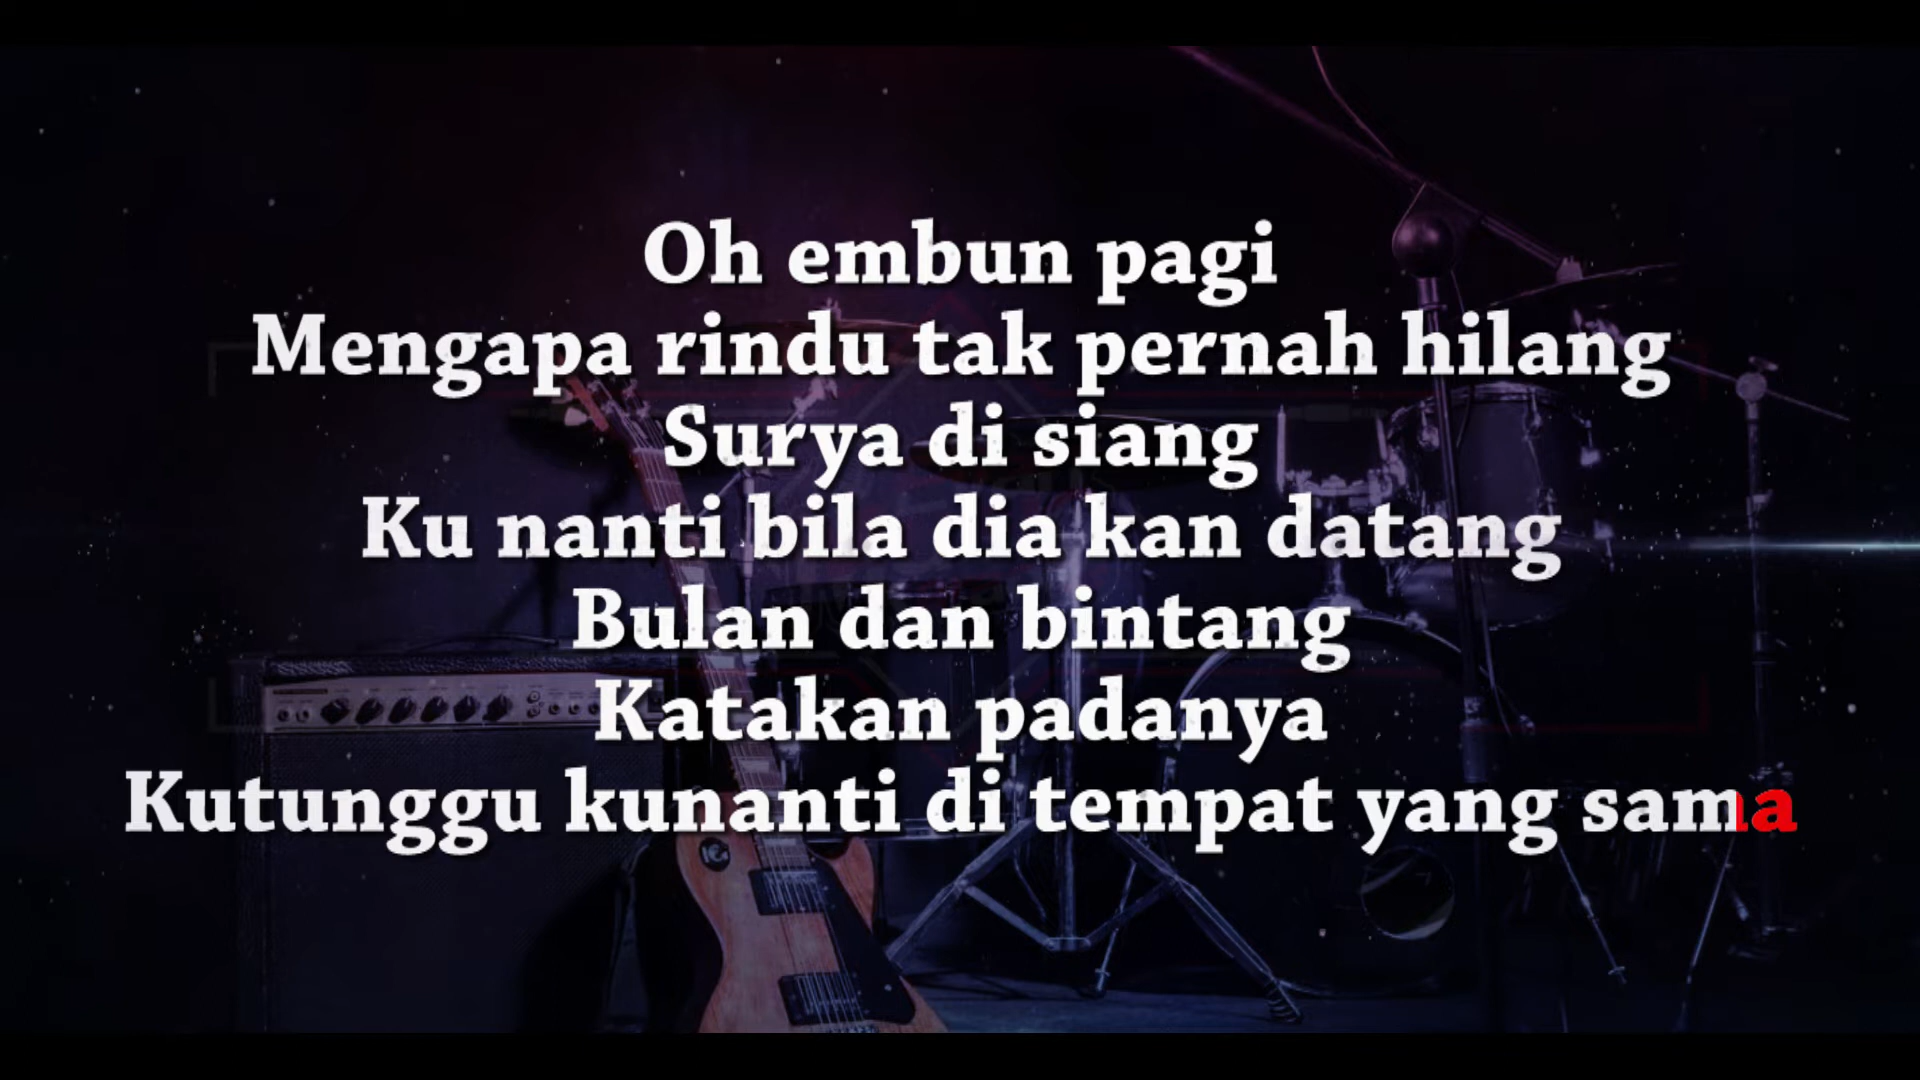 Oh embun pagi
Mengapa rindu tak pernah hilang
Surya di siang
Ku nanti bila dia kan datang
Bulan dan bintang
Katakan padanya
Kutunggu kunanti di tempat yang sama